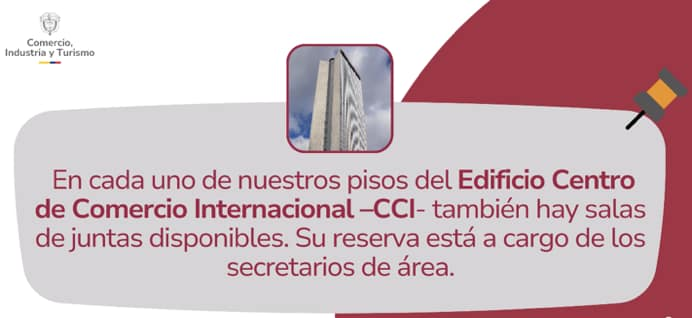 Comercio,
Industria y Turismo
En cada uno de nuestros pisos del Edificio Centro
de Comercio Internacional –CCI- también hay salas
de juntas disponibles. Su reserva está a cargo de los
secretarios de área.